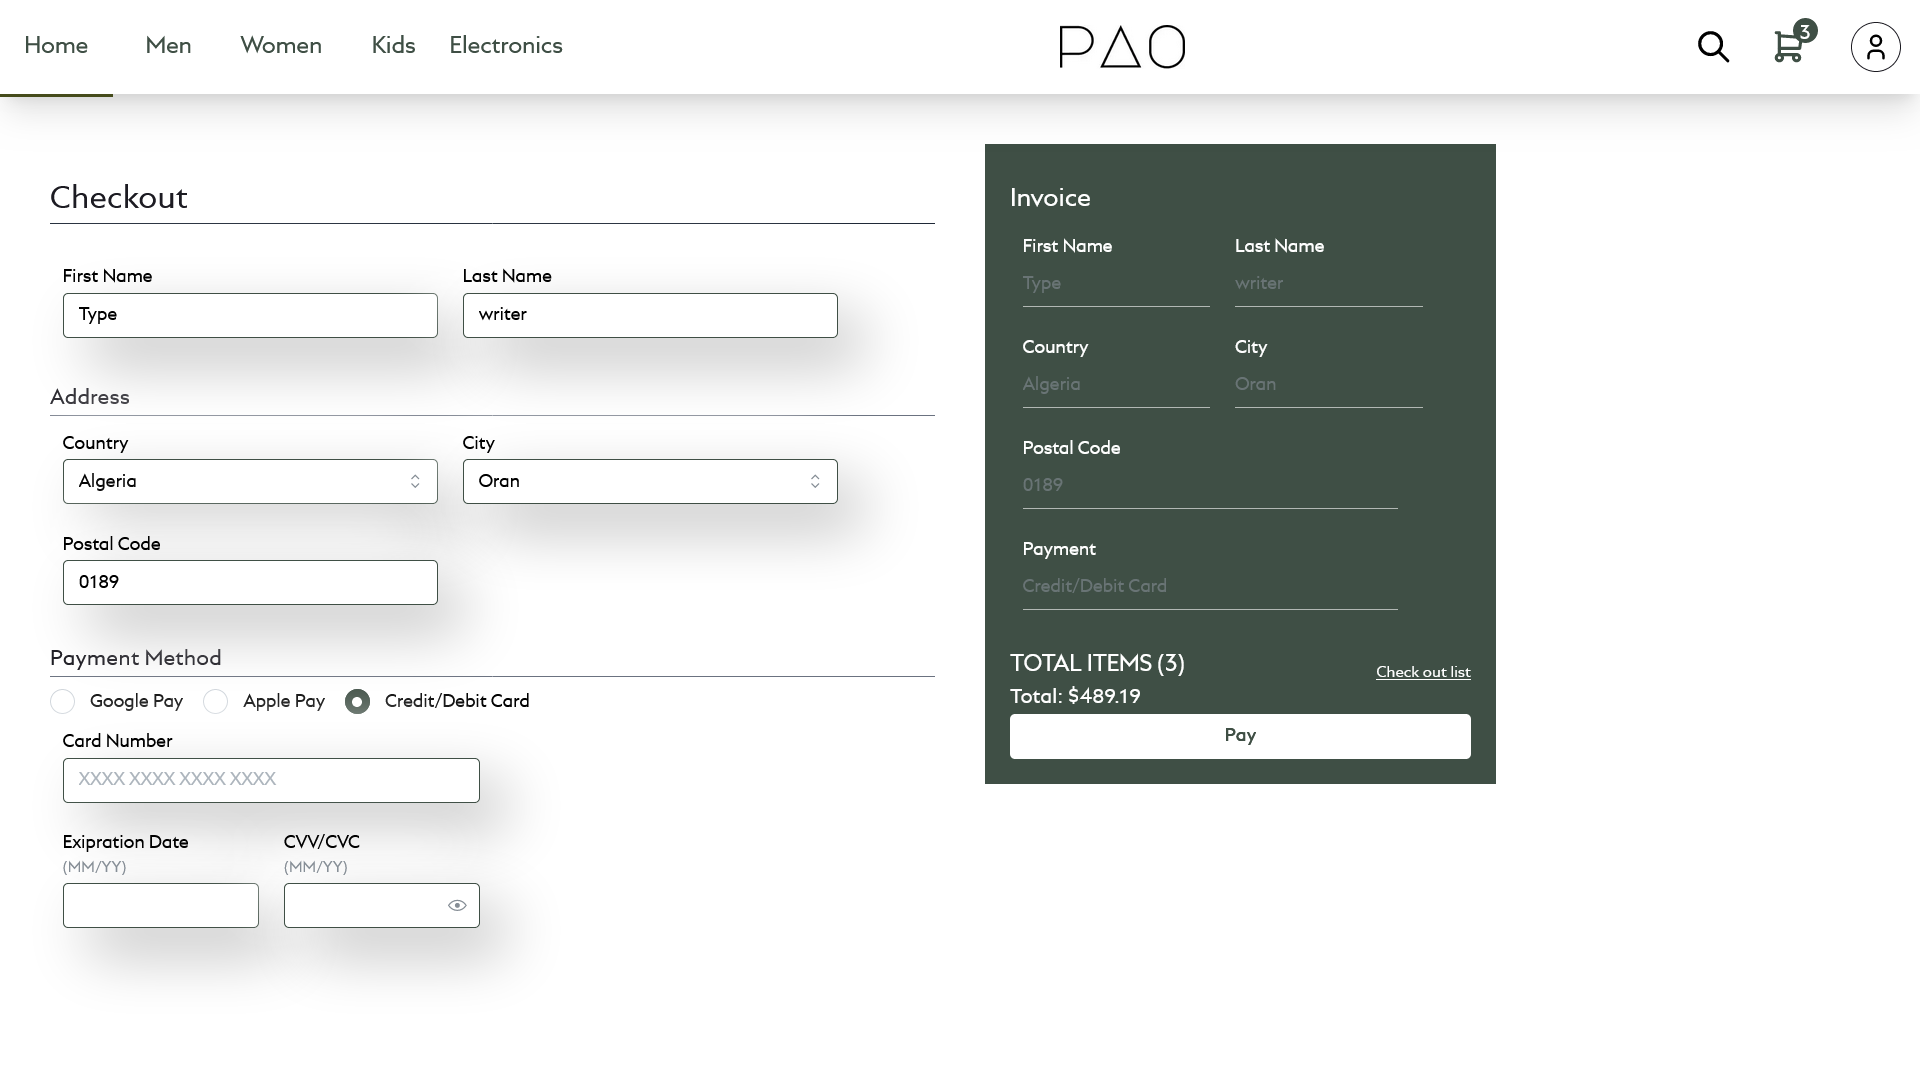 Home Men Women Kids Electronics
PAO
3
Checkout
First Name Last Name
Type writer
Address
Country City
Algeria Oran
Postal Code
0189
Payment Method
Google Pay Apple Pay Credit/Debit Card
Card Number
XXXX XXXX XXXX XXXX
Exipration Date CVV/CVC
(MM/YY) (MM/YY)
Invoice
First Name Last Name
Type writer
Country City
Algeria Oran
Postal Code
0189
Payment
Credit/Debit Card
TOTAL ITEMS (3)
Check out list
Total: $489.19
Pay